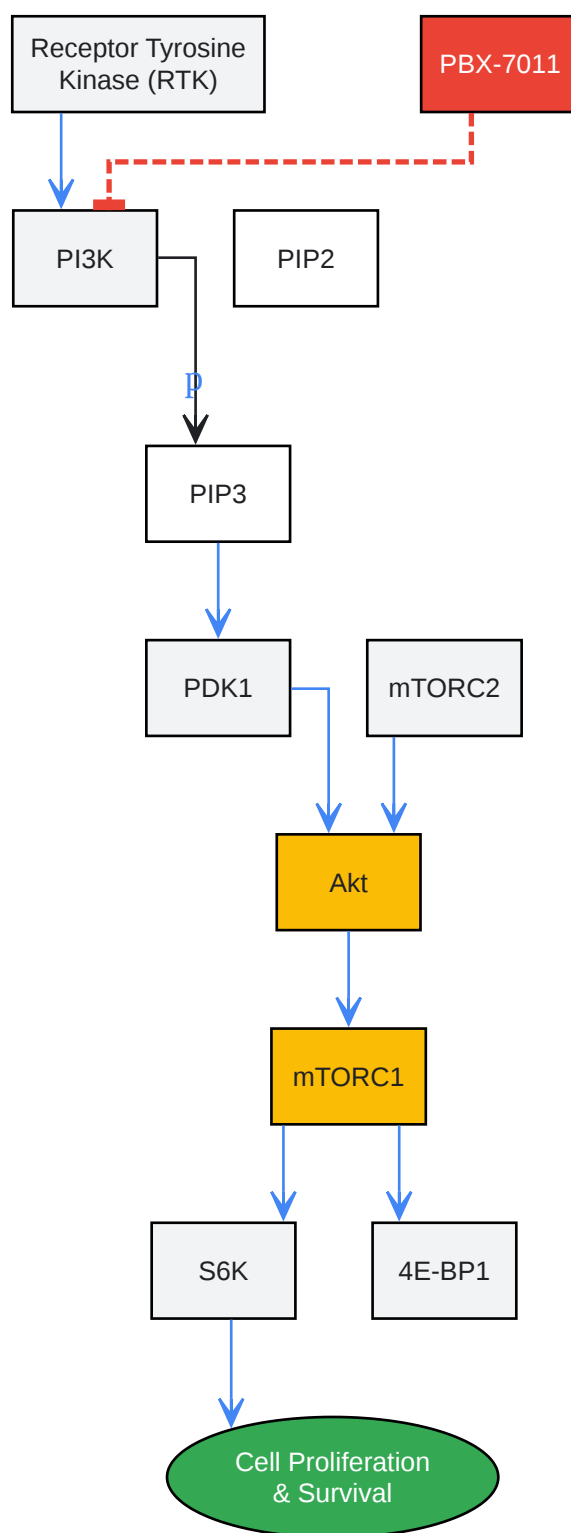 Receptor Tyrosine
Kinase (RTK)
PBX-7011
PI3K
PIP2
p
PIP3
PDK1
mTORC2
Akt
mTORC1
S6K
4E-BP1
Cell Proliferation
& Survival